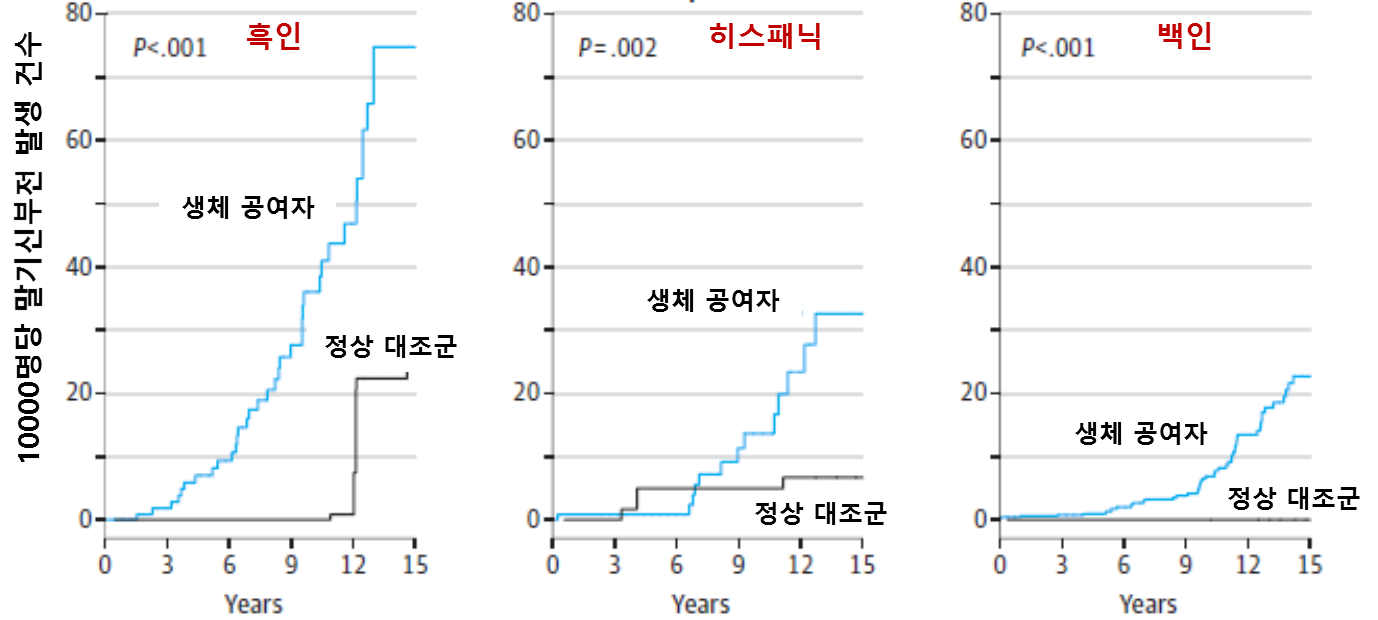 10000명당 말기신부전 발생 건수
80
60
40
20
0
P<.001
흑인
생체 공여자
정상 대조군
0 3 6 9 12 15
Years
80
60
40
20
0
P=.002
히스패닉
생체 공여자
정상 대조군
0 3 6 9 12 15
Years
80
60
40
20
0
P<.001
백인
생체 공여자
정상 대조군
0 3 6 9 12 15
Years